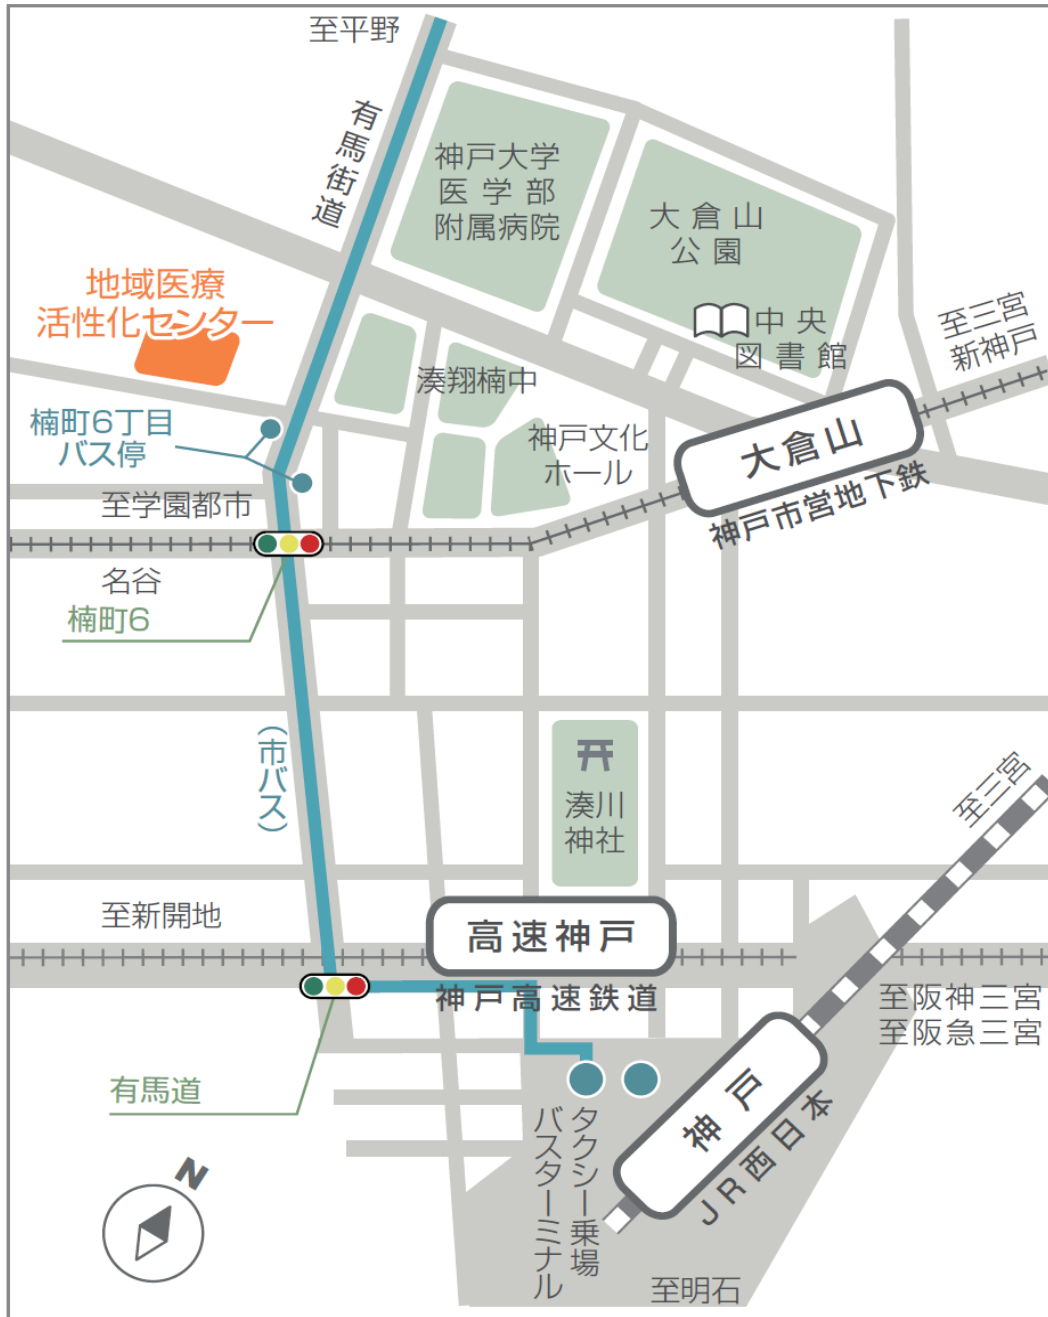 至平野
有馬街道
神戸大学
医学部
附属病院
大倉山
公園
地域医療
活性化センター
中央
図書館
至三宮
新神戸
湊翔楠中
楠町6丁目
バス停
神戸文化
ホール
大倉山
神戸市営地下鉄
至学園都市
名谷
楠町6
(市バス)
湊川
神社
至三宮
至新開地
高速神戸
神戸高速鉄道
至阪神三宮
至阪急三宮
有馬道
神戸
JR西日本
タクシー乗場
バスターミナル
N
至明石